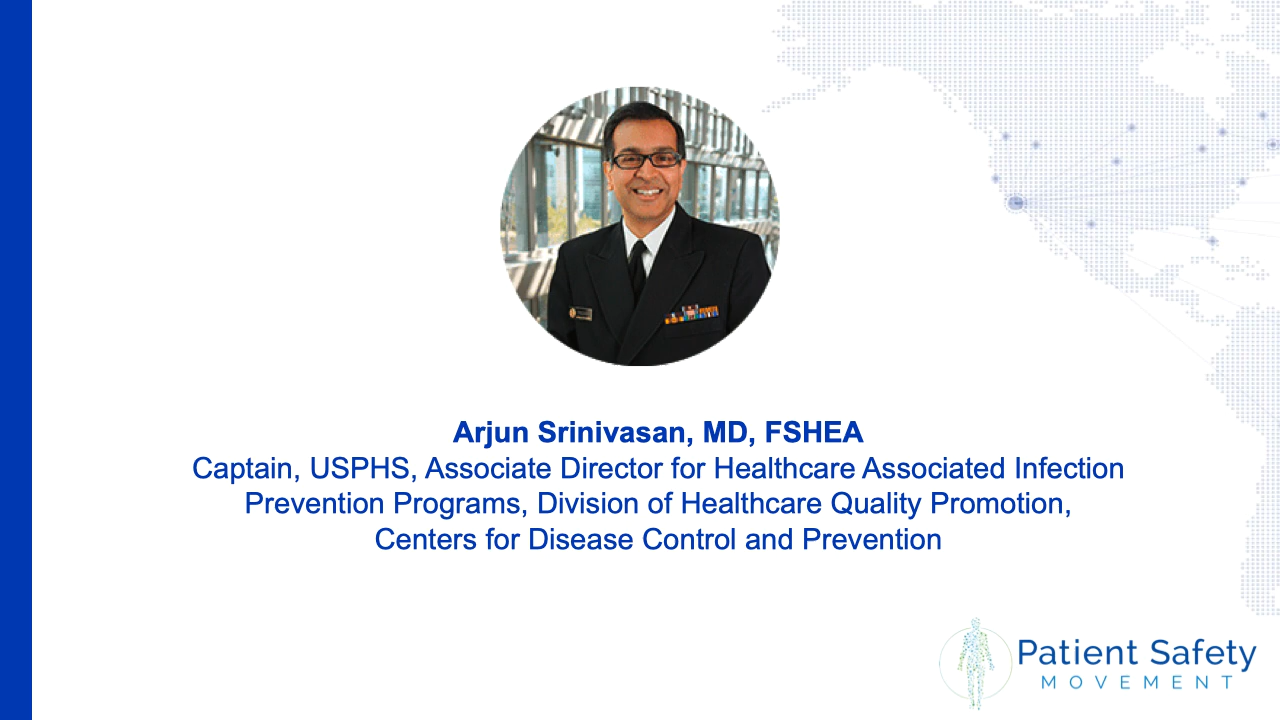 Arjun Srinivasan, MD, FSHEA
Captain, USPHS, Associate Director for Healthcare Associated Infection
Prevention Programs, Division of Healthcare Quality Promotion,
Centers for Disease Control and Prevention
Patient Safety
MOVEMENT